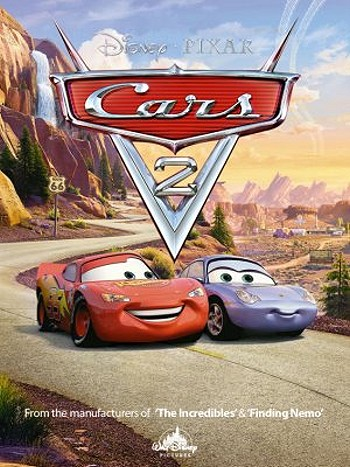 Disney · PIXAR
Cars
2
66
From the manufacturers of 'The Incredibles' & 'Finding Nemo'
Walt Disney
PICTURES